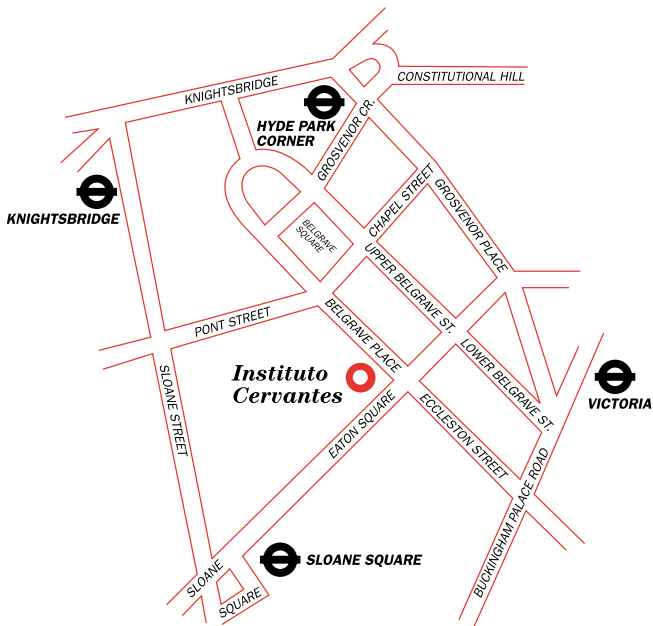 CONSTITUTIONAL HILL
KNIGHTSBRIDGE
HYDE PARK
CORNER
GROSVENOR CR.
KNIGHTSBRIDGE
CHAPEL STREET
GROSVENOR PLACE
BELGRAVE
SQUARE
UPPER BELGRAVE ST.
PONT STREET
BELGRAVE PLACE
LOWER BELGRAVE ST.
Instituto
Cervantes
VICTORIA
SLOANE STREET
EATON SQUARE
ECCLESTON STREET
BUCKINGHAM PALACE ROAD
SLOANE SQUARE
SLOANE
SQUARE